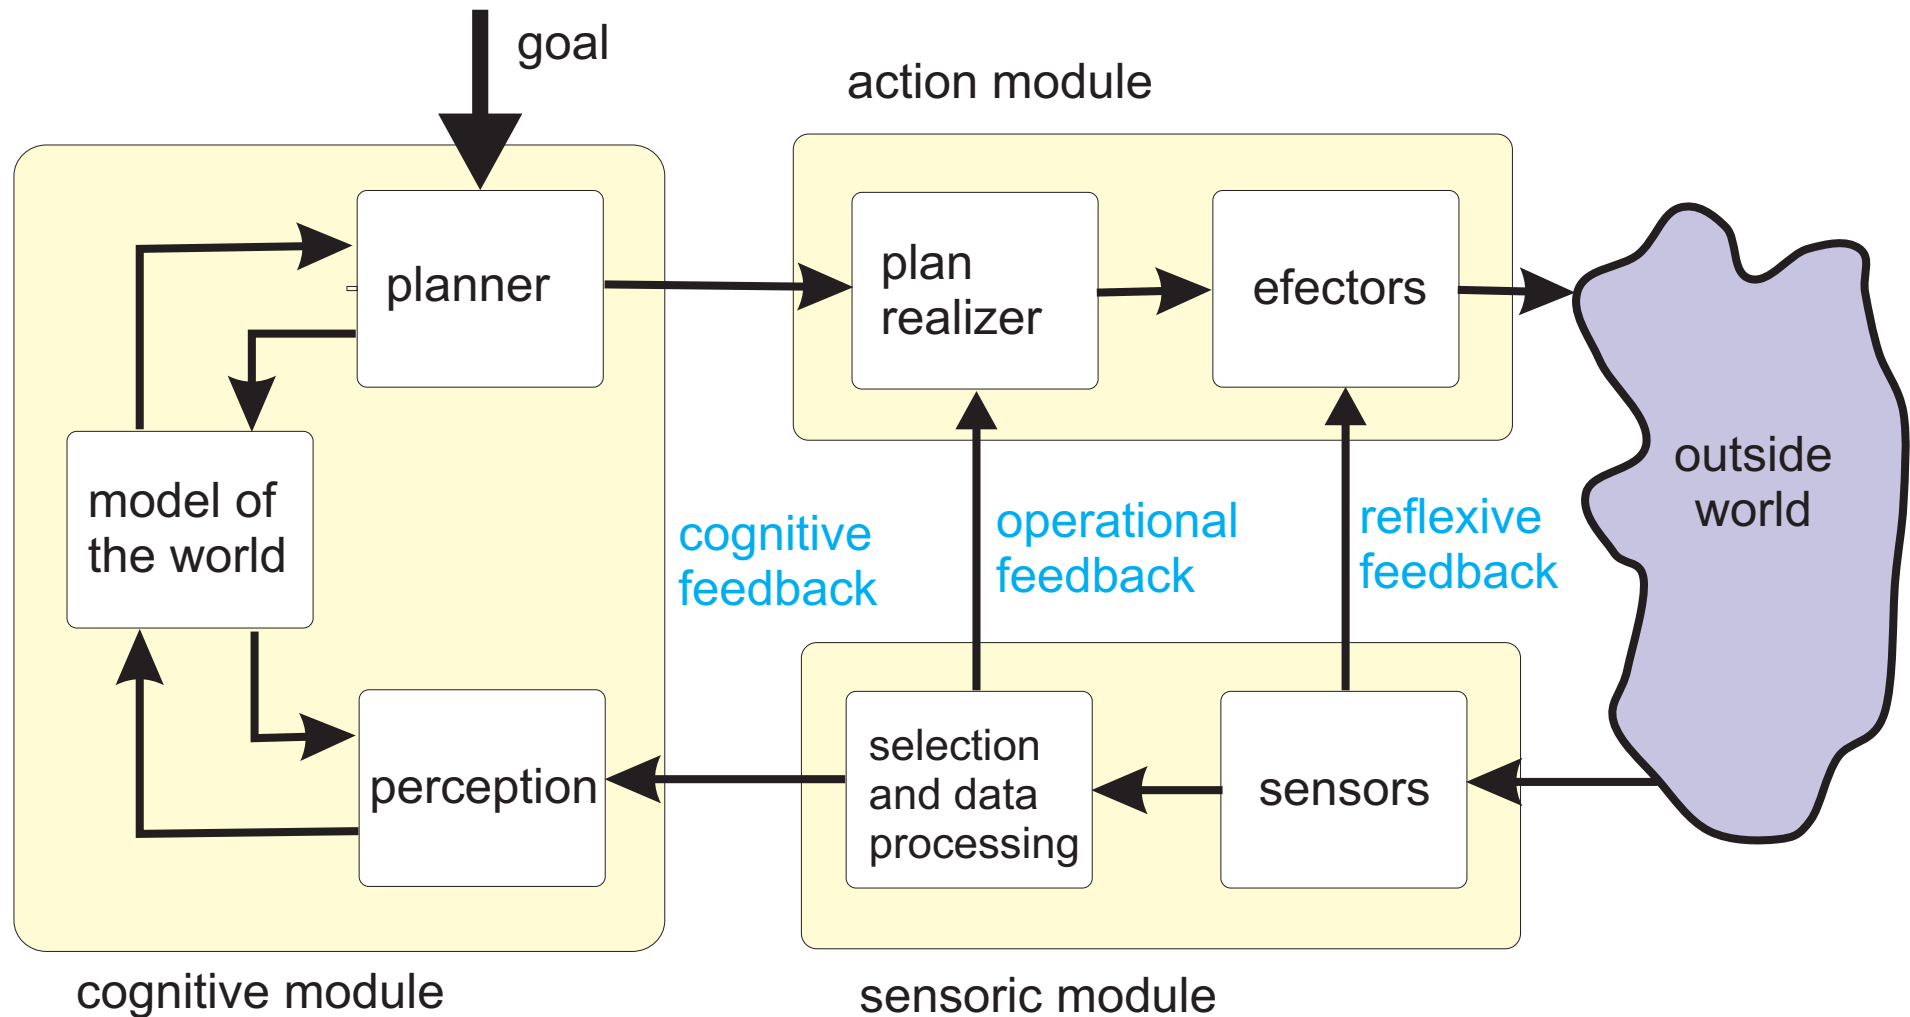 goal
action module
planner
plan
realizer
efectors
model of
the world
cognitive
feedback
operational
feedback
reflexive
feedback
outside
world
perception
selection
and data
processing
sensors
cognitive module
sensoric module